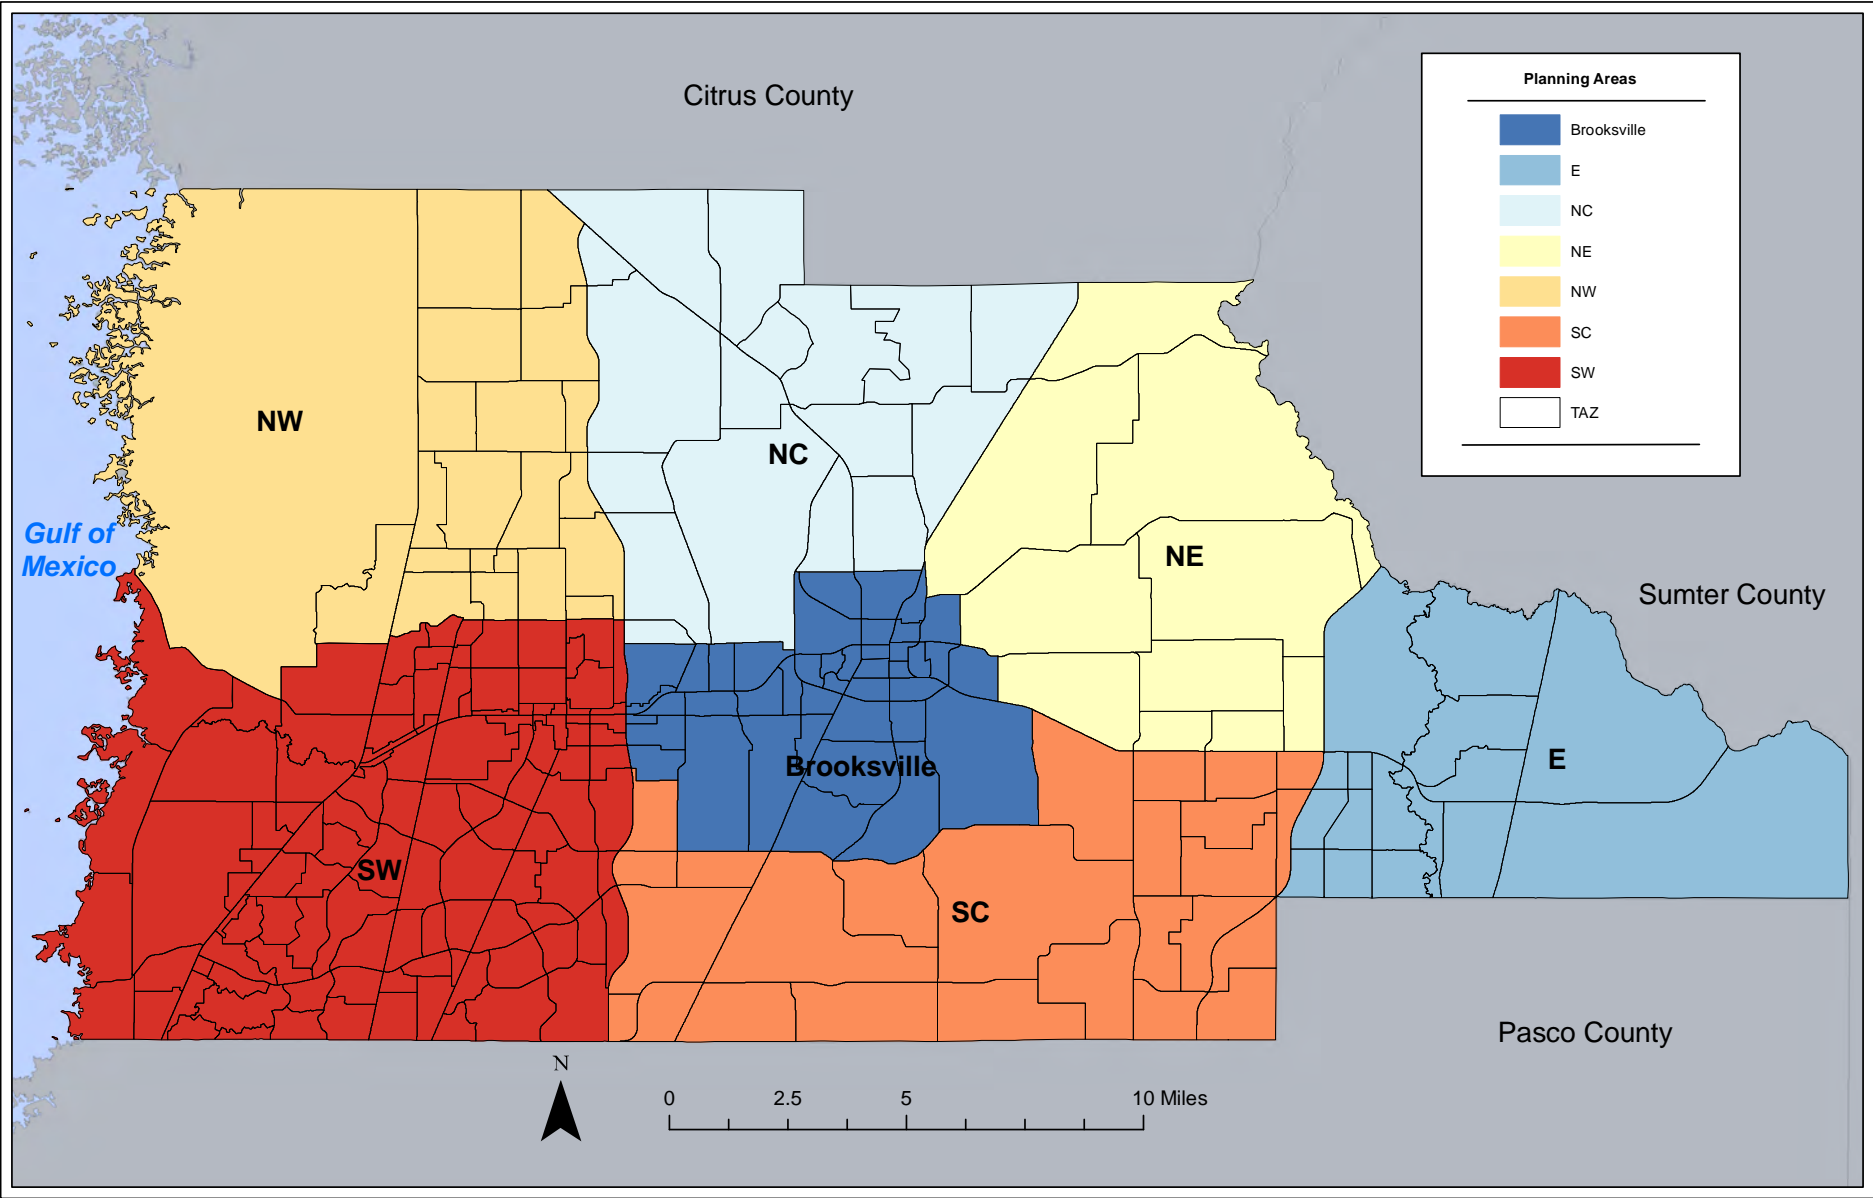 Citrus County
Planning Areas
Brooksville
E
NC
NE
NW
SC
SW
TAZ
NW
NC
Gulf of
Mexico
NE
Sumter County
Brooksville
E
SW
SC
Pasco County
N
0 2.5 5 10 Miles